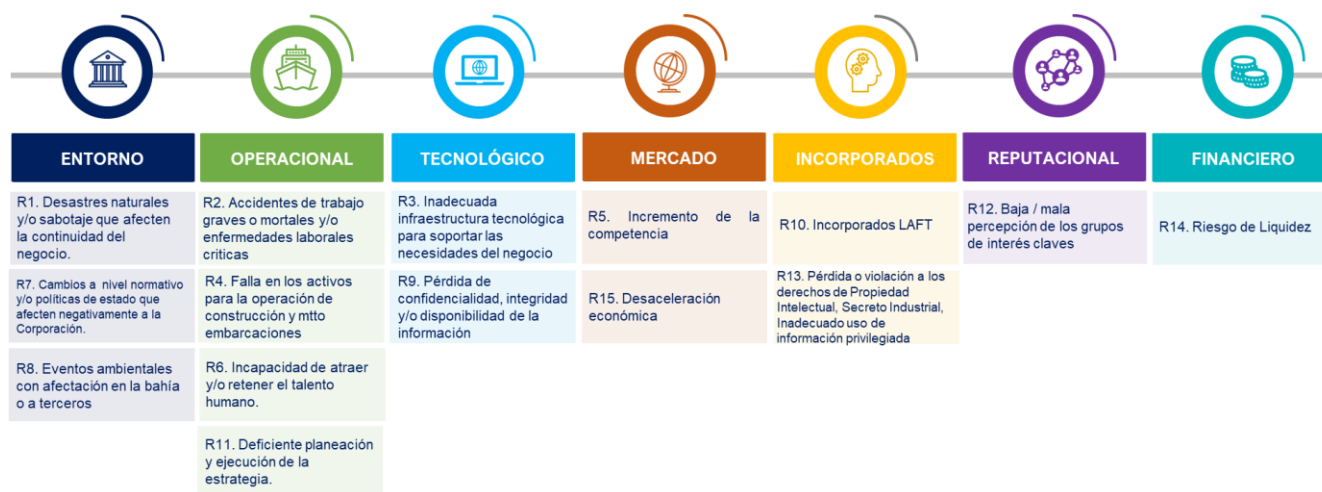 ENTORNO
OPERACIONAL
TECNOLÓGICO
MERCADO
INCORPORADOS
REPUTACIONAL
FINANCIERO
R1. Desastres naturales
y/o sabotaje que afecten
la continuidad del
negocio.
R7. Cambios a nivel normativo
y/o políticas de estado que
afecten negativamente a la
Corporación.
R8. Eventos ambientales
con afectación en la bahía
o a terceros
R2. Accidentes de trabajo
graves o mortales y/o
enfermedades laborales
criticas
R4. Falla en los activos
para la operación de
construcción y mtto
embarcaciones
R6. Incapacidad de atraer
y/o retener el talento
humano.
R11. Deficiente planeación
y ejecución de la
estrategia.
R3. Inadecuada
infraestructura tecnológica
para soportar las
necesidades del negocio
R9. Pérdida de
confidencialidad, integridad
y/o disponibilidad de la
información
R5. Incremento de la
competencia
R15. Desaceleración
económica
R10. Incorporados LAFT
R13. Pérdida o violación a los
derechos de Propiedad
Intelectual, Secreto Industrial,
Inadecuado uso de
información privilegiada
R12. Baja / mala
percepción de los grupos
de interés claves
R14. Riesgo de Liquidez